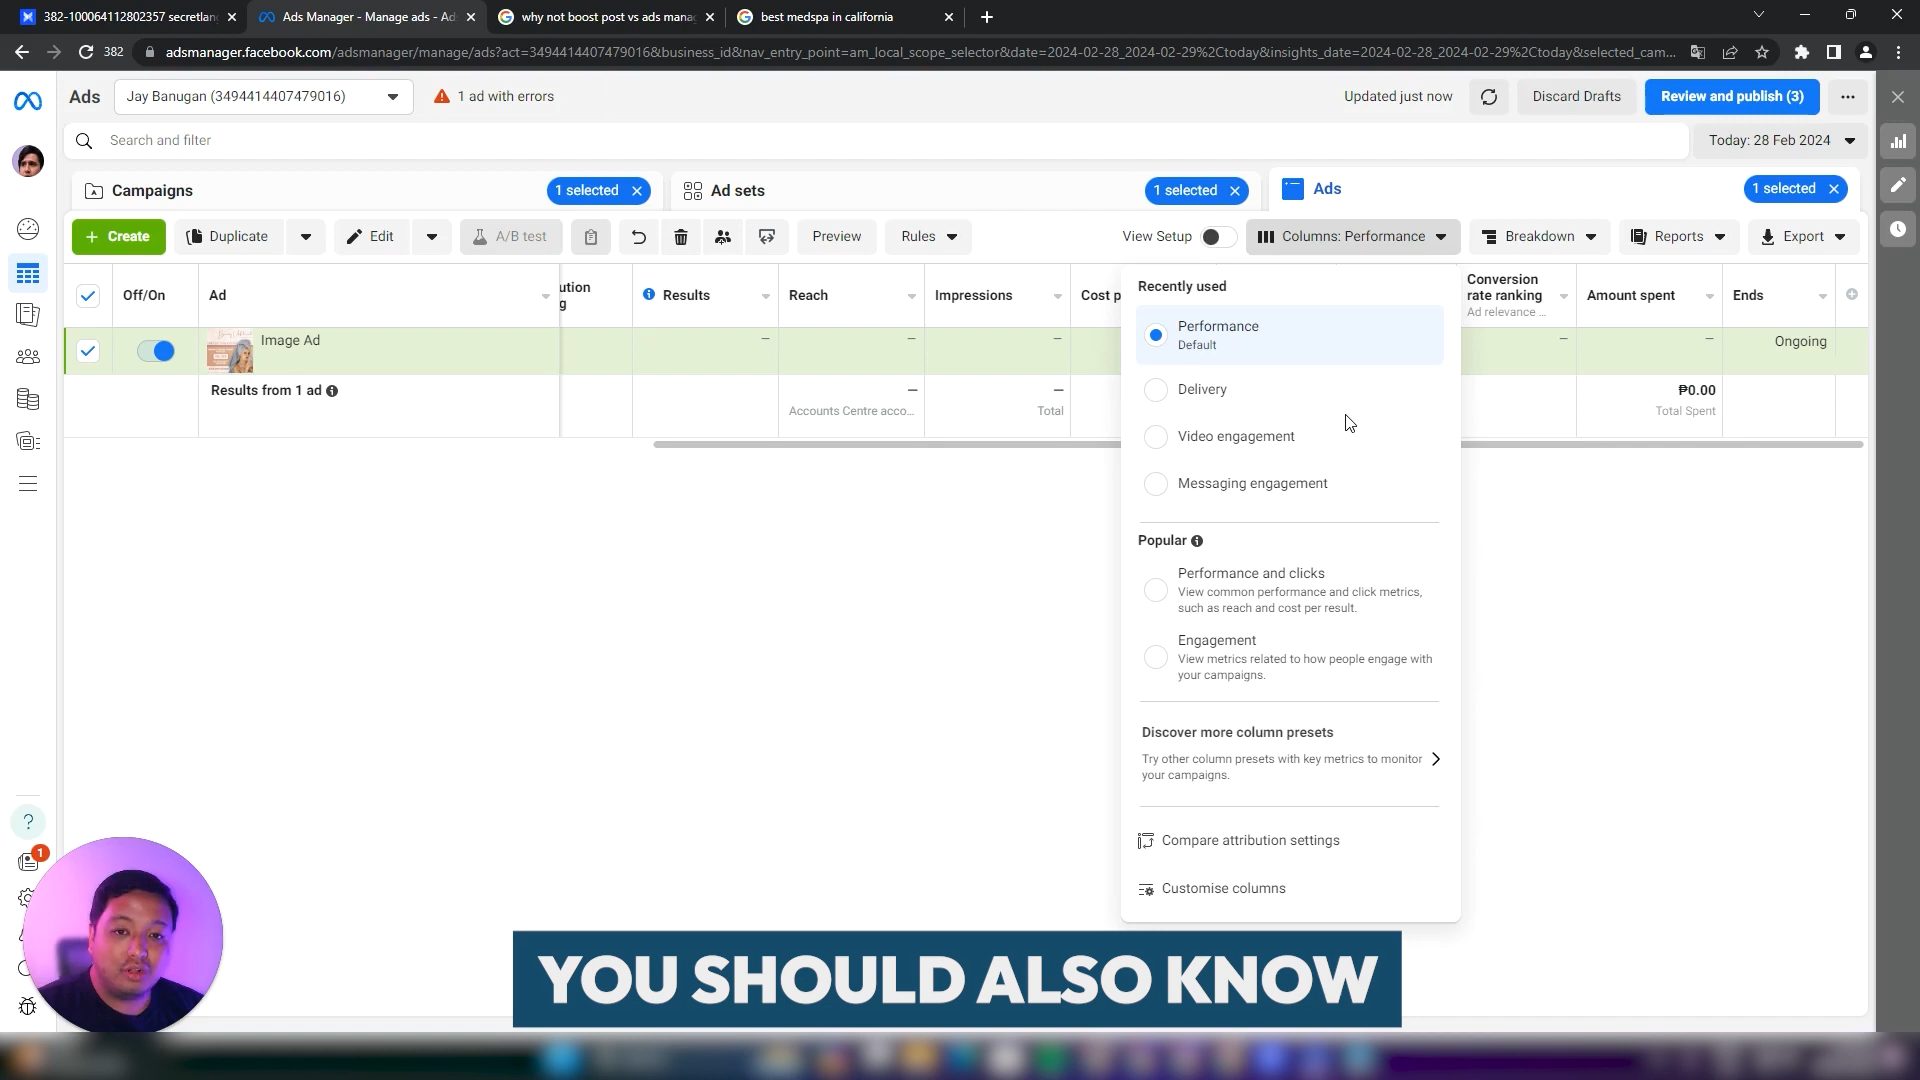 382-100064112802357 secretlan
Ads Manager - Manage ads - Ad
why not boost post vs ads mana
best medspa in california
382
adsmanager.facebook.com/adsmanager/manage/ads?act=3494414407479016&business_id&nav_entry_point=am_local_scope_selector&date=2024-02-28_2024-02-29%2Ctoday&insights_date=2024-02-28_2024-02-29%2Ctoday&selected_cam...
Ads
Jay Banugan (3494414407479016)
1 ad with errors
Updated just now
Discard Drafts
Review and publish (3)
Search and filter
Today: 28 Feb 2024
Campaigns
1 selected
Ad sets
1 selected
Ads
1 selected
+ Create
Duplicate
Edit
A/B test
Preview
Rules
View Setup
Columns: Performance
Breakdown
Reports
Export
Off/On
Ad
ution
g
Results
Reach
Impressions
Cost p
Conversion
rate ranking
Ad relevance ...
Amount spent
Ends
Image Ad
—
—
—
—
—
Ongoing
Results from 1 ad
—
Accounts Centre acco...
—
Total
₱0.00
Total Spent
Recently used
Performance
Default
Delivery
Video engagement
Messaging engagement
Popular
Performance and clicks
View common performance and click metrics,
such as reach and cost per result.
Engagement
View metrics related to how people engage with
your campaigns.
Discover more column presets
Try other column presets with key metrics to monitor
your campaigns.
Compare attribution settings
Customise columns
1
YOU SHOULD ALSO KNOW